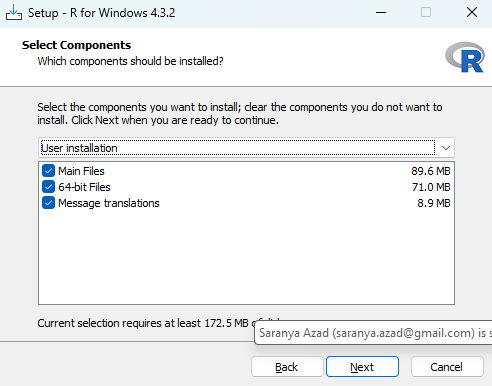 Setup - R for Windows 4.3.2
Select Components
Which components should be installed?
R
Select the components you want to install; clear the components you do not want to
install. Click Next when you are ready to continue.
User installation
Main Files 89.6 MB
64-bit Files 71.0 MB
Message translations 8.9 MB
Current selection requires at least 172.5 MB
Saranya Azad (saranya.azad@gmail.com) is
Back Next Cancel